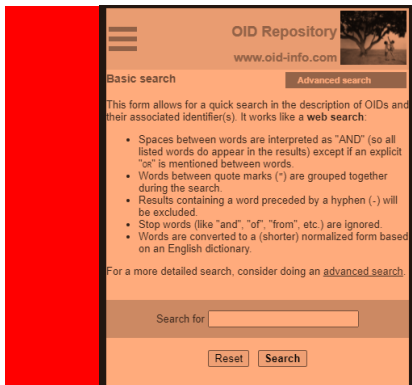 OID Repository
www.oid-info.com
Basic search
Advanced search
This form allows for a quick search in the description of OIDs and
their associated identifier(s). It works like a web search:
• Spaces between words are interpreted as "AND" (so all
listed words do appear in the results) except if an explicit
"OR" is mentioned between words.
• Words between quote marks (") are grouped together
during the search.
• Results containing a word preceded by a hyphen (-) will
be excluded.
• Stop words (like "and", "of", "from", etc.) are ignored.
• Words are converted to a (shorter) normalized form based
on an English dictionary.
For a more detailed search, consider doing an advanced search.
Search for
Reset Search